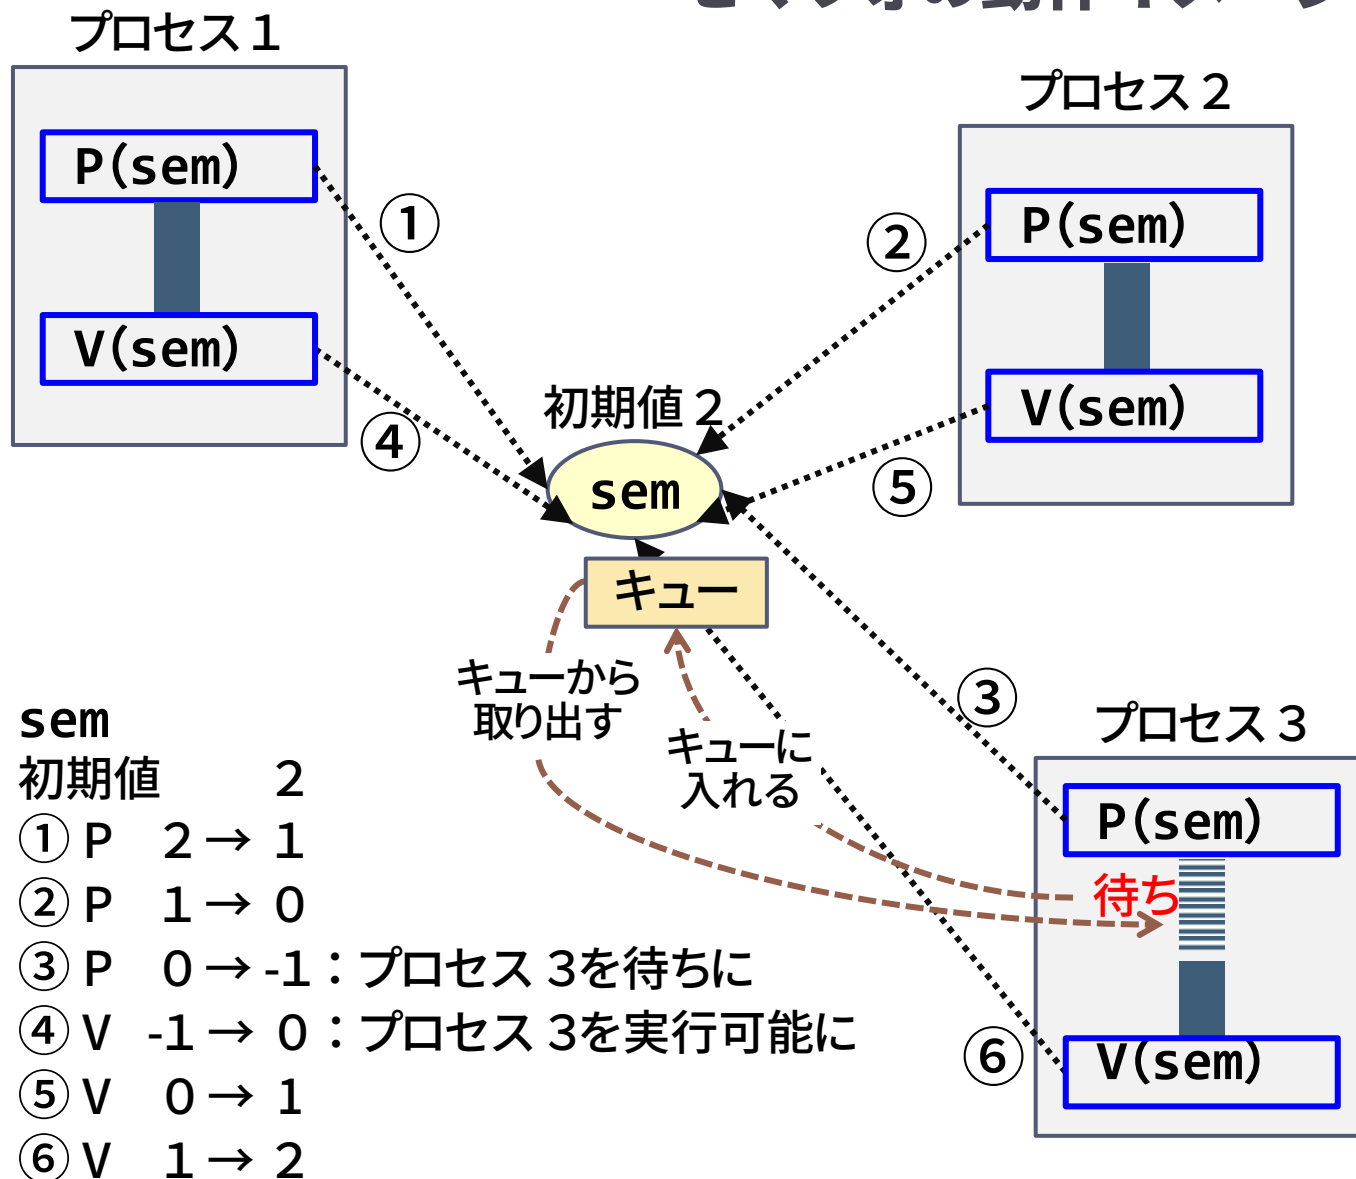 プロセス１
プロセス２
P(sem)
V(sem)
P(sem)
V(sem)
①
②
④
⑤
初期値２
sem
キュー
キューから
取り出す
キューに
入れる
③
プロセス３
P(sem)
待ち
V(sem)
⑥
sem
初期値 ２
① P ２→ １
② P １→ ０
③ P ０→ -１：プロセス３を待ちに
④ V -１→ ０：プロセス３を実行可能に
⑤ V ０→ １
⑥ V １→ ２